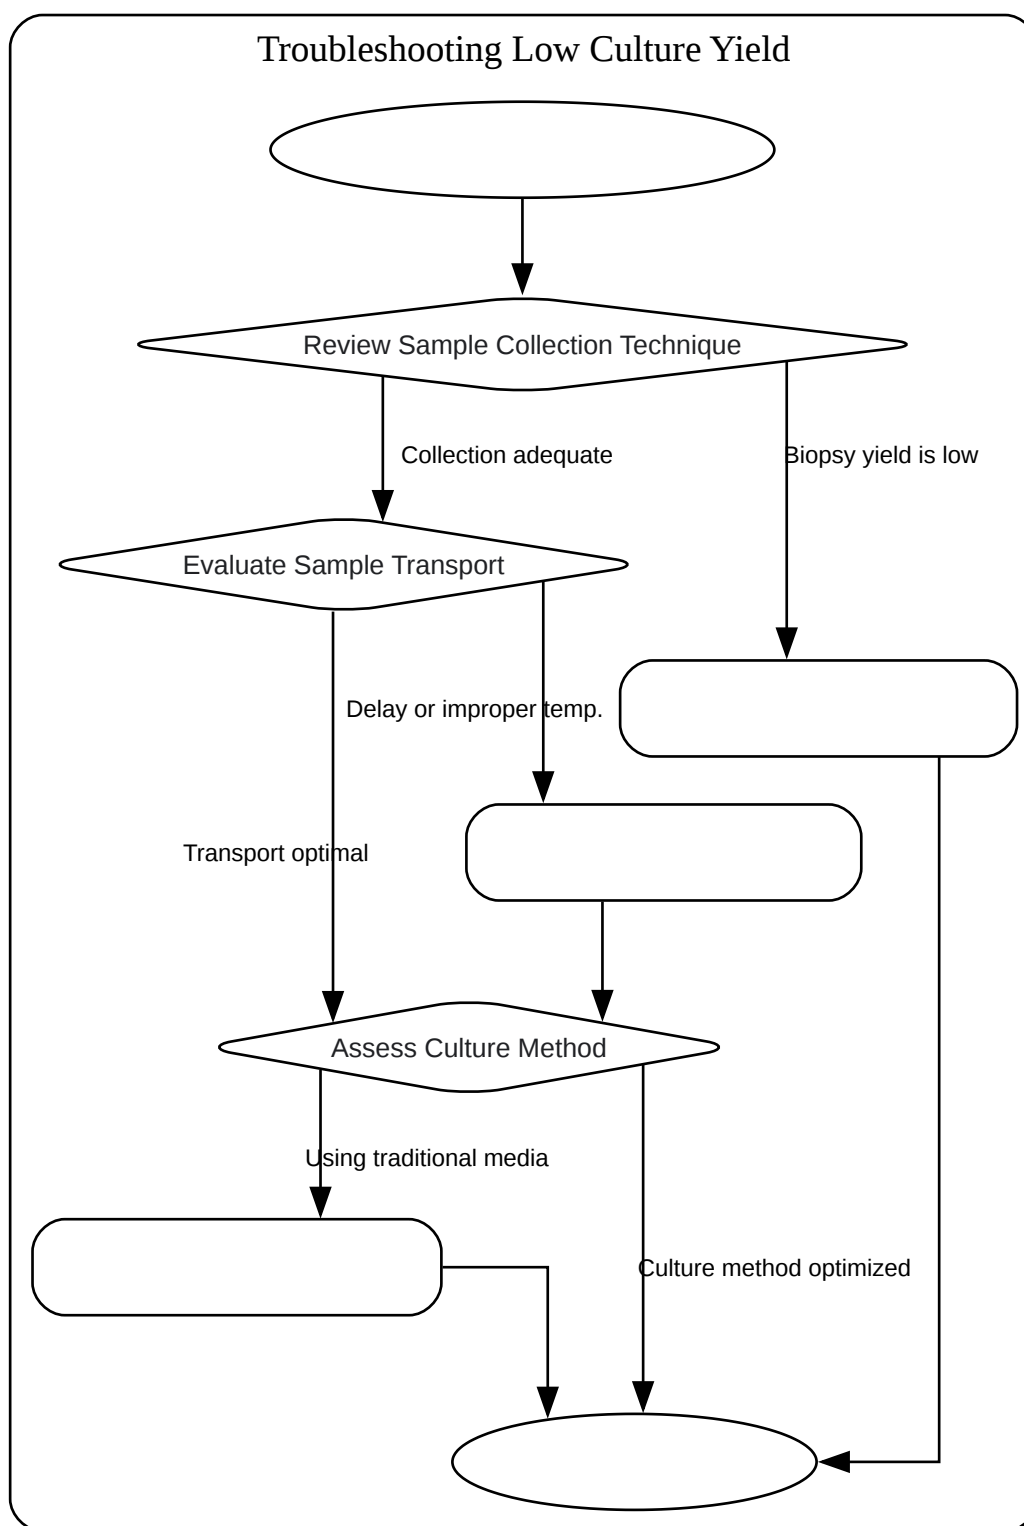 Troubleshooting Low Culture Yield
Review Sample Collection Technique
Collection adequate
Biopsy yield is low
Evaluate Sample Transport
Delay or improper temp.
Transport optimal
Assess Culture Method
Using traditional media
Culture method optimized